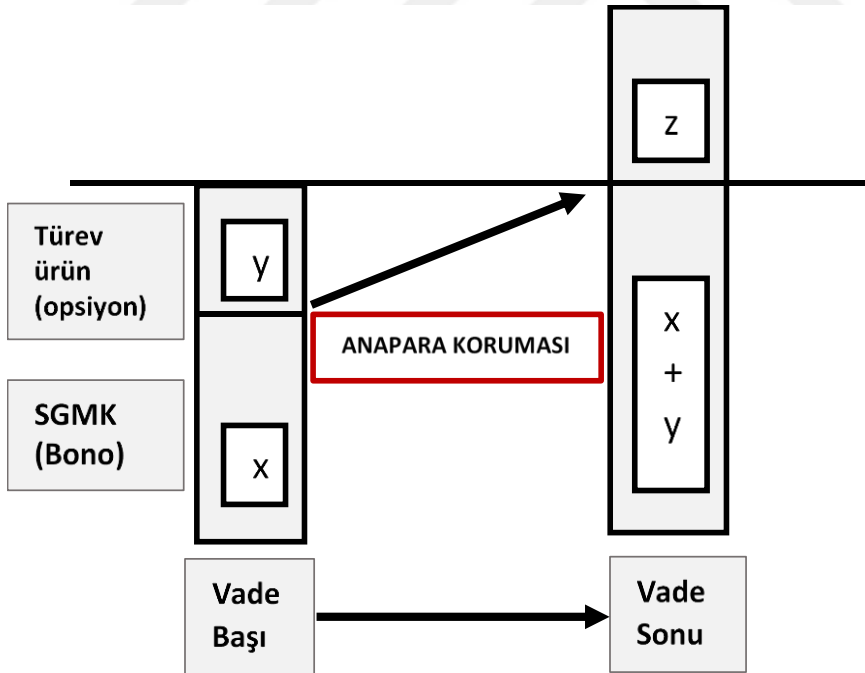 z
Türev
ürün
(opsiyon)
y
ANAPARA KORUMASI
x
+
y
SGMK
(Bono)
x
Vade
Başı
Vade
Sonu